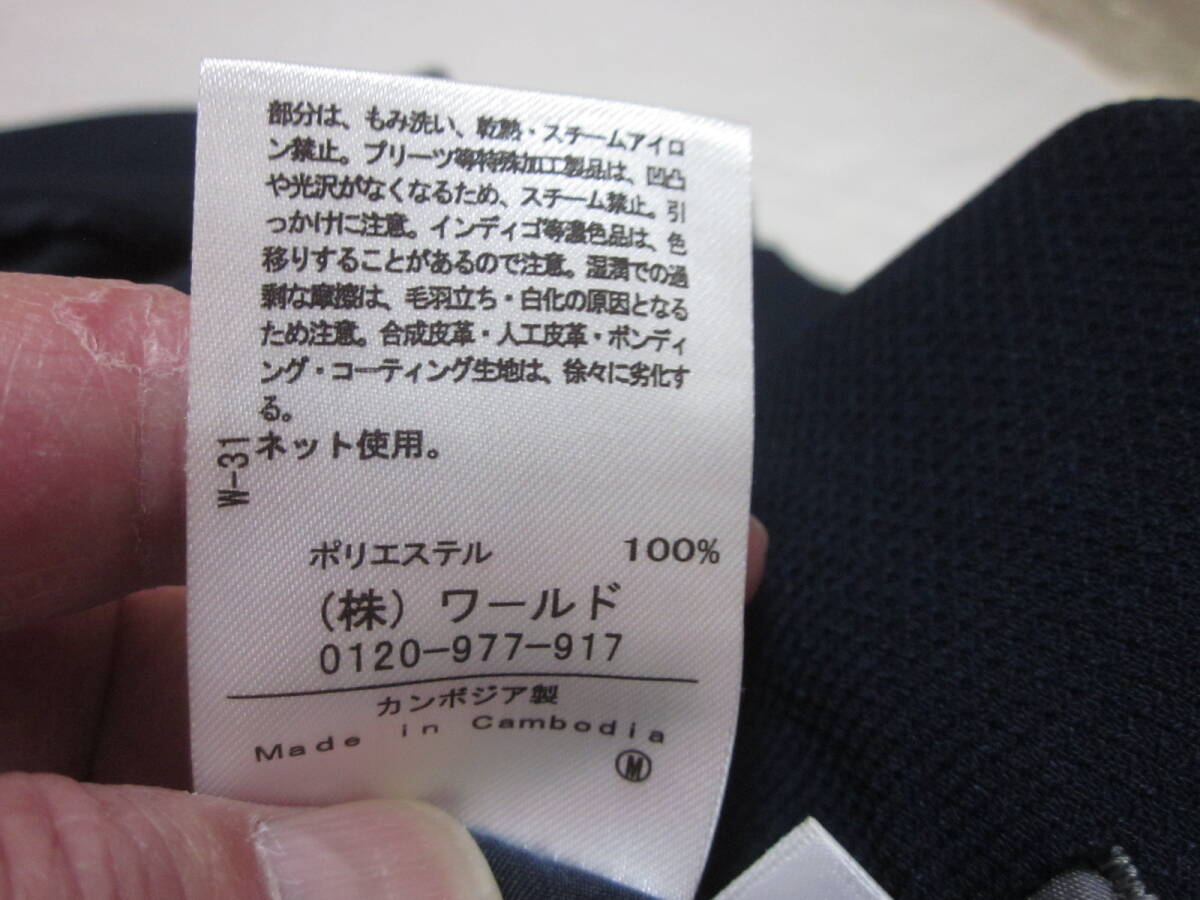 部分は、もみ洗い、乾熱・スチームアイロ
ン禁止。プリーツ等特殊加工製品は、凹凸
や光沢がなくなるため、スチーム禁止。引
っかけに注意。インディゴ等濃色品は、色
移りすることがあるので注意。湿潤での過
剰な摩擦は、毛羽立ち・白化の原因となる
ため注意。合成皮革・人工皮革・ボンディ
ング・コーティング生地は、徐々に劣化す
る。
ネット使用。
W-31
ポリエステル 100%
(株) ワールド
0120-977-917
カンボジア製
Made in Cambodia
Ⓜ